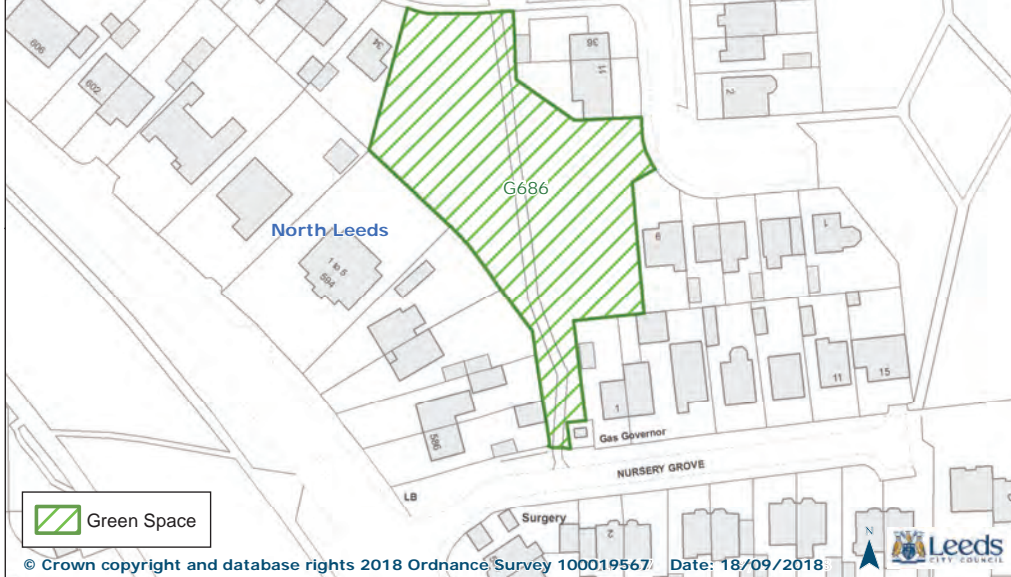 606
602
34
36
14
2
G686
North Leeds
1 to 5
594
9
1
586
1
11
15
Gas Governor
NURSERY GROVE
LB
Surgery
2
Green Space
N
Leeds
CITY COUNCIL
© Crown copyright and database rights 2018 Ordnance Survey 100019567 Date: 18/09/2018